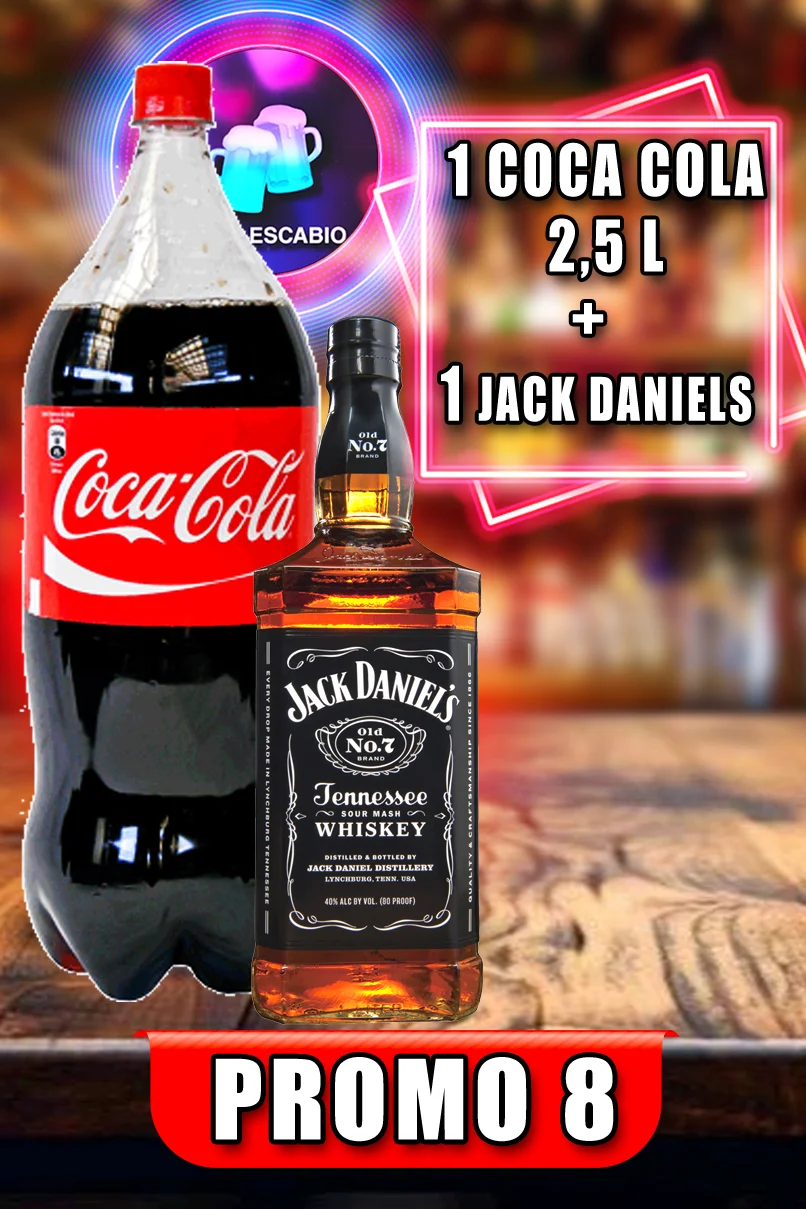 ESCABIO
1 COCA COLA
2,5 L
+
1 JACK DANIELS
Coca-Cola
Old
No.7
BRAND
JACK DANIEL'S
Old
No.7
BRAND
Tennessee
SOUR MASH
WHISKEY
DISTILLED & BOTTLED BY
JACK DANIEL DISTILLERY
LYNCHBURG, TENN. USA
40% ALC BY VOL. (80 PROOF)
EVERY DROP MADE IN LYNCHBURG TENNESSEE
QUALITY & CRAFTSMANSHIP SINCE 1866
PROMO 8